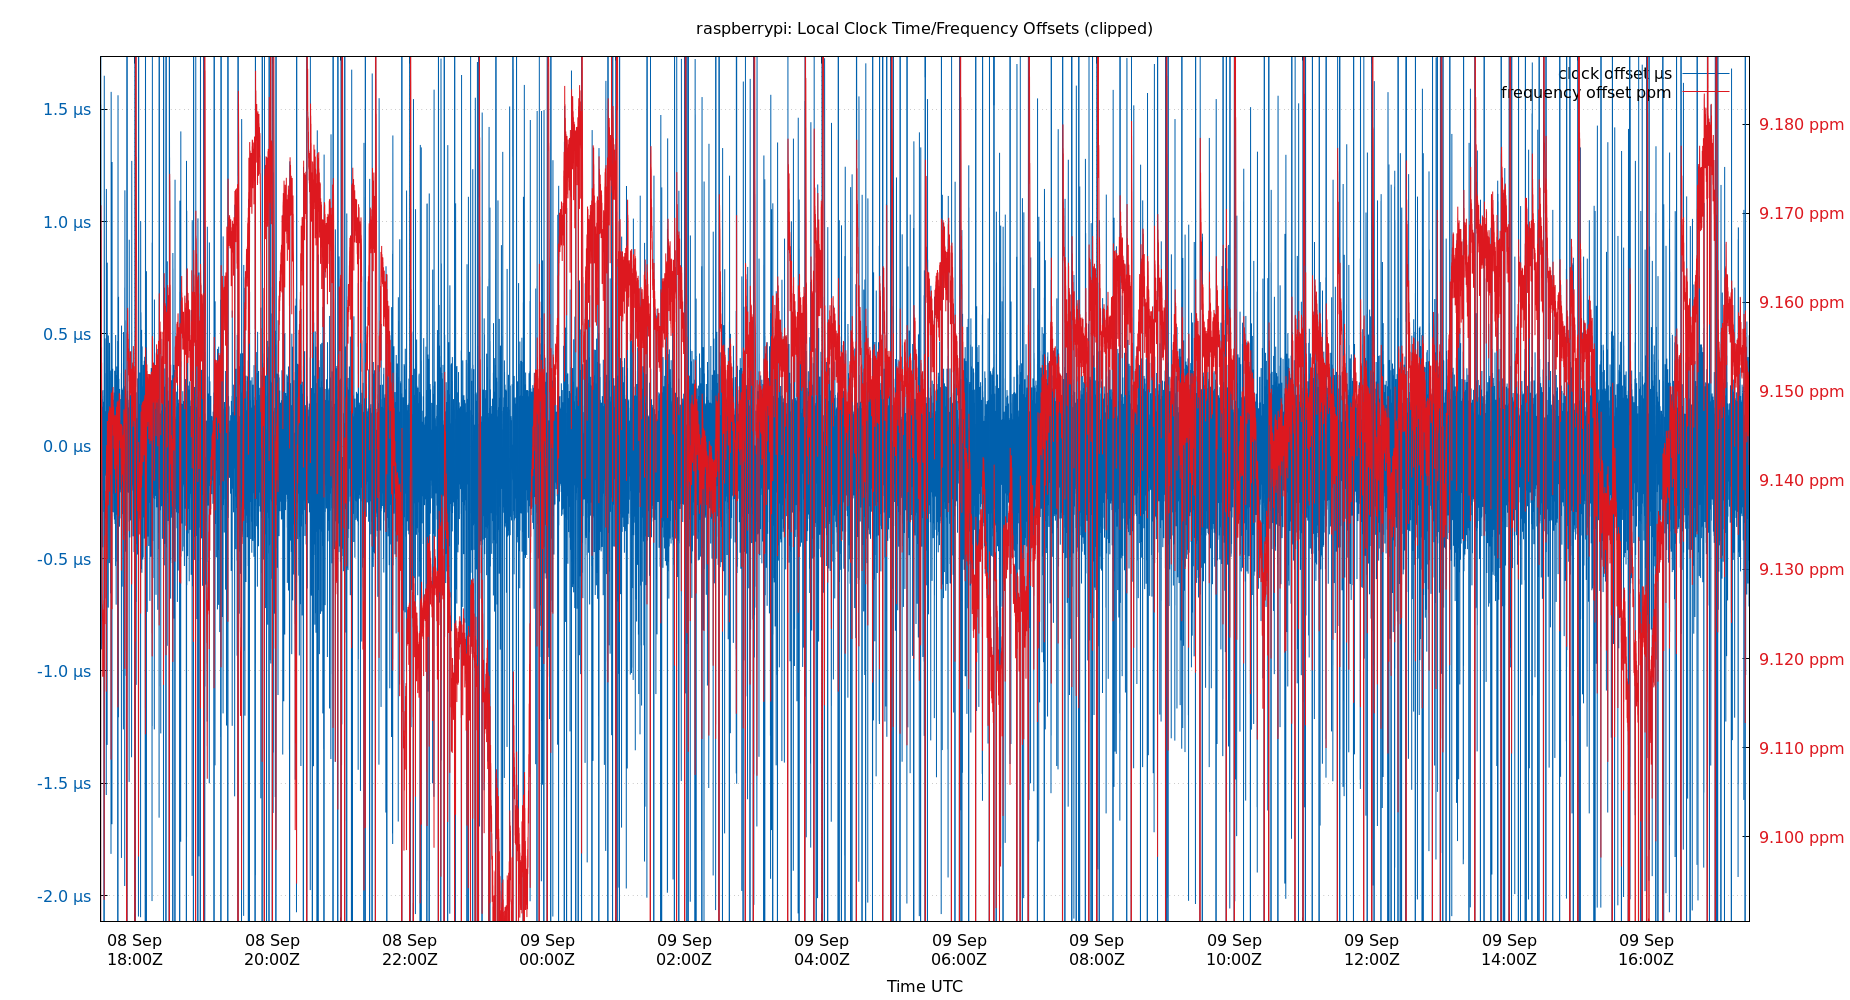 raspberrypi: Local Clock Time/Frequency Offsets (clipped)
clock offset µs
frequency offset ppm
1.5 µs
1.0 µs
0.5 µs
0.0 µs
-0.5 µs
-1.0 µs
-1.5 µs
-2.0 µs
9.180 ppm
9.170 ppm
9.160 ppm
9.150 ppm
9.140 ppm
9.130 ppm
9.120 ppm
9.110 ppm
9.100 ppm
08 Sep 08 Sep 08 Sep 09 Sep 09 Sep 09 Sep 09 Sep 09 Sep 09 Sep 09 Sep 09 Sep 09 Sep
18:00Z 20:00Z 22:00Z 00:00Z 02:00Z 04:00Z 06:00Z 08:00Z 10:00Z 12:00Z 14:00Z 16:00Z
Time UTC